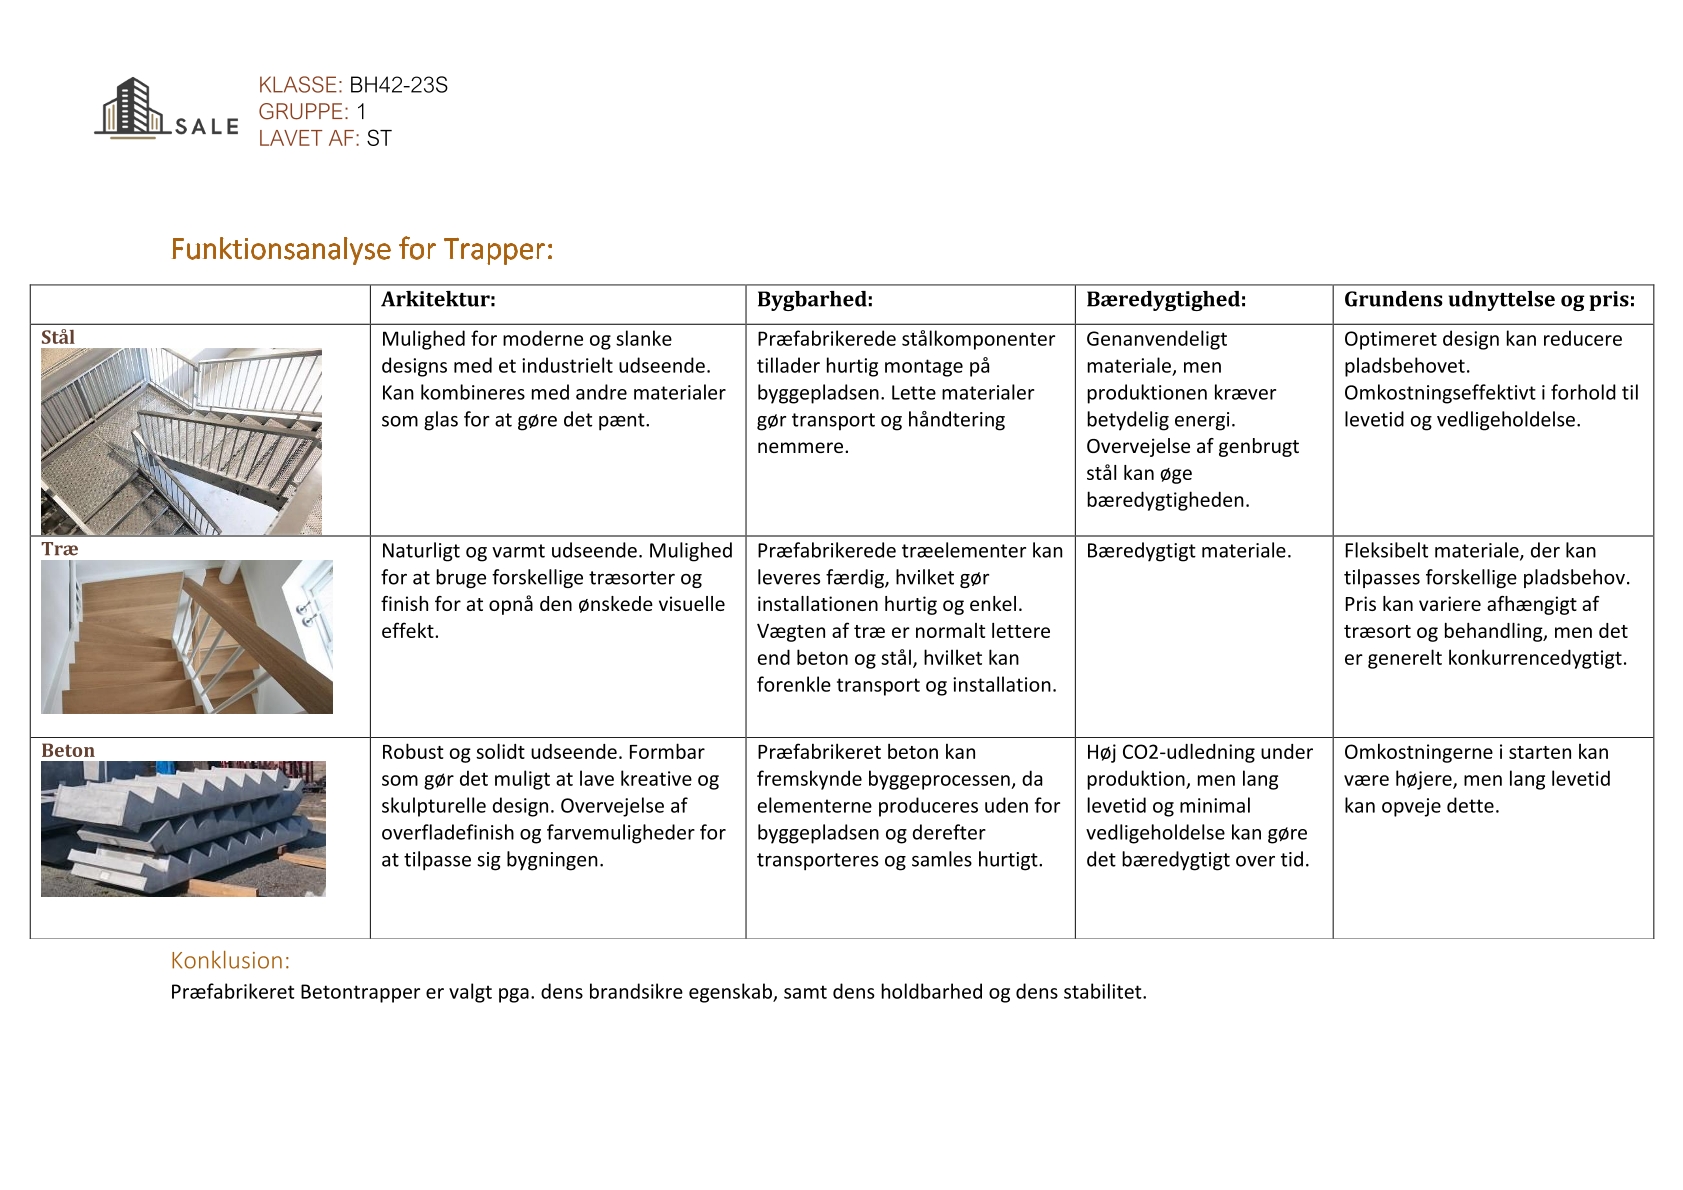 SALE
KLASSE: BH42-23S
GRUPPE: 1
LAVET AF: ST
Funktionsanalyse for Trapper:
Arkitektur:
Bygbarhed:
Bæredygtighed:
Grundens udnyttelse og pris:
Stål
Mulighed for moderne og slanke
designs med et industrielt udseende.
Kan kombineres med andre materialer
som glas for at gøre det pænt.
Præfabrikerede stålkomponenter
tillader hurtig montage på
byggepladsen. Lette materialer
gør transport og håndtering
nemmere.
Genanvendeligt
materiale, men
produktionen kræver
betydelig energi.
Overvejelse af genbrugt
stål kan øge
bæredygtigheden.
Optimeret design kan reducere
pladsbehovet.
Omkostningseffektivt i forhold til
levetid og vedligeholdelse.
Træ
Naturligt og varmt udseende. Mulighed
for at bruge forskellige træsorter og
finish for at opnå den ønskede visuelle
effekt.
Præfabrikerede træelementer kan
leveres færdig, hvilket gør
installationen hurtig og enkel.
Vægten af træ er normalt lettere
end beton og stål, hvilket kan
forenkle transport og installation.
Bæredygtigt materiale.
Fleksibelt materiale, der kan
tilpasses forskellige pladsbehov.
Pris kan variere afhængigt af
træsort og behandling, men det
er generelt konkurrencedygtigt.
Beton
Robust og solidt udseende. Formbar
som gør det muligt at lave kreative og
skulpturelle design. Overvejelse af
overfladefinish og farvemuligheder for
at tilpasse sig bygningen.
Præfabrikeret beton kan
fremskynde byggeprocessen, da
elementerne produceres uden for
byggepladsen og derefter
transporteres og samles hurtigt.
Høj CO2-udledning under
produktion, men lang
levetid og minimal
vedligeholdelse kan gøre
det bæredygtigt over tid.
Omkostningerne i starten kan
være højere, men lang levetid
kan opveje dette.
Konklusion:
Præfabrikeret Betontrapper er valgt pga. dens brandsikre egenskab, samt dens holdbarhed og dens stabilitet.